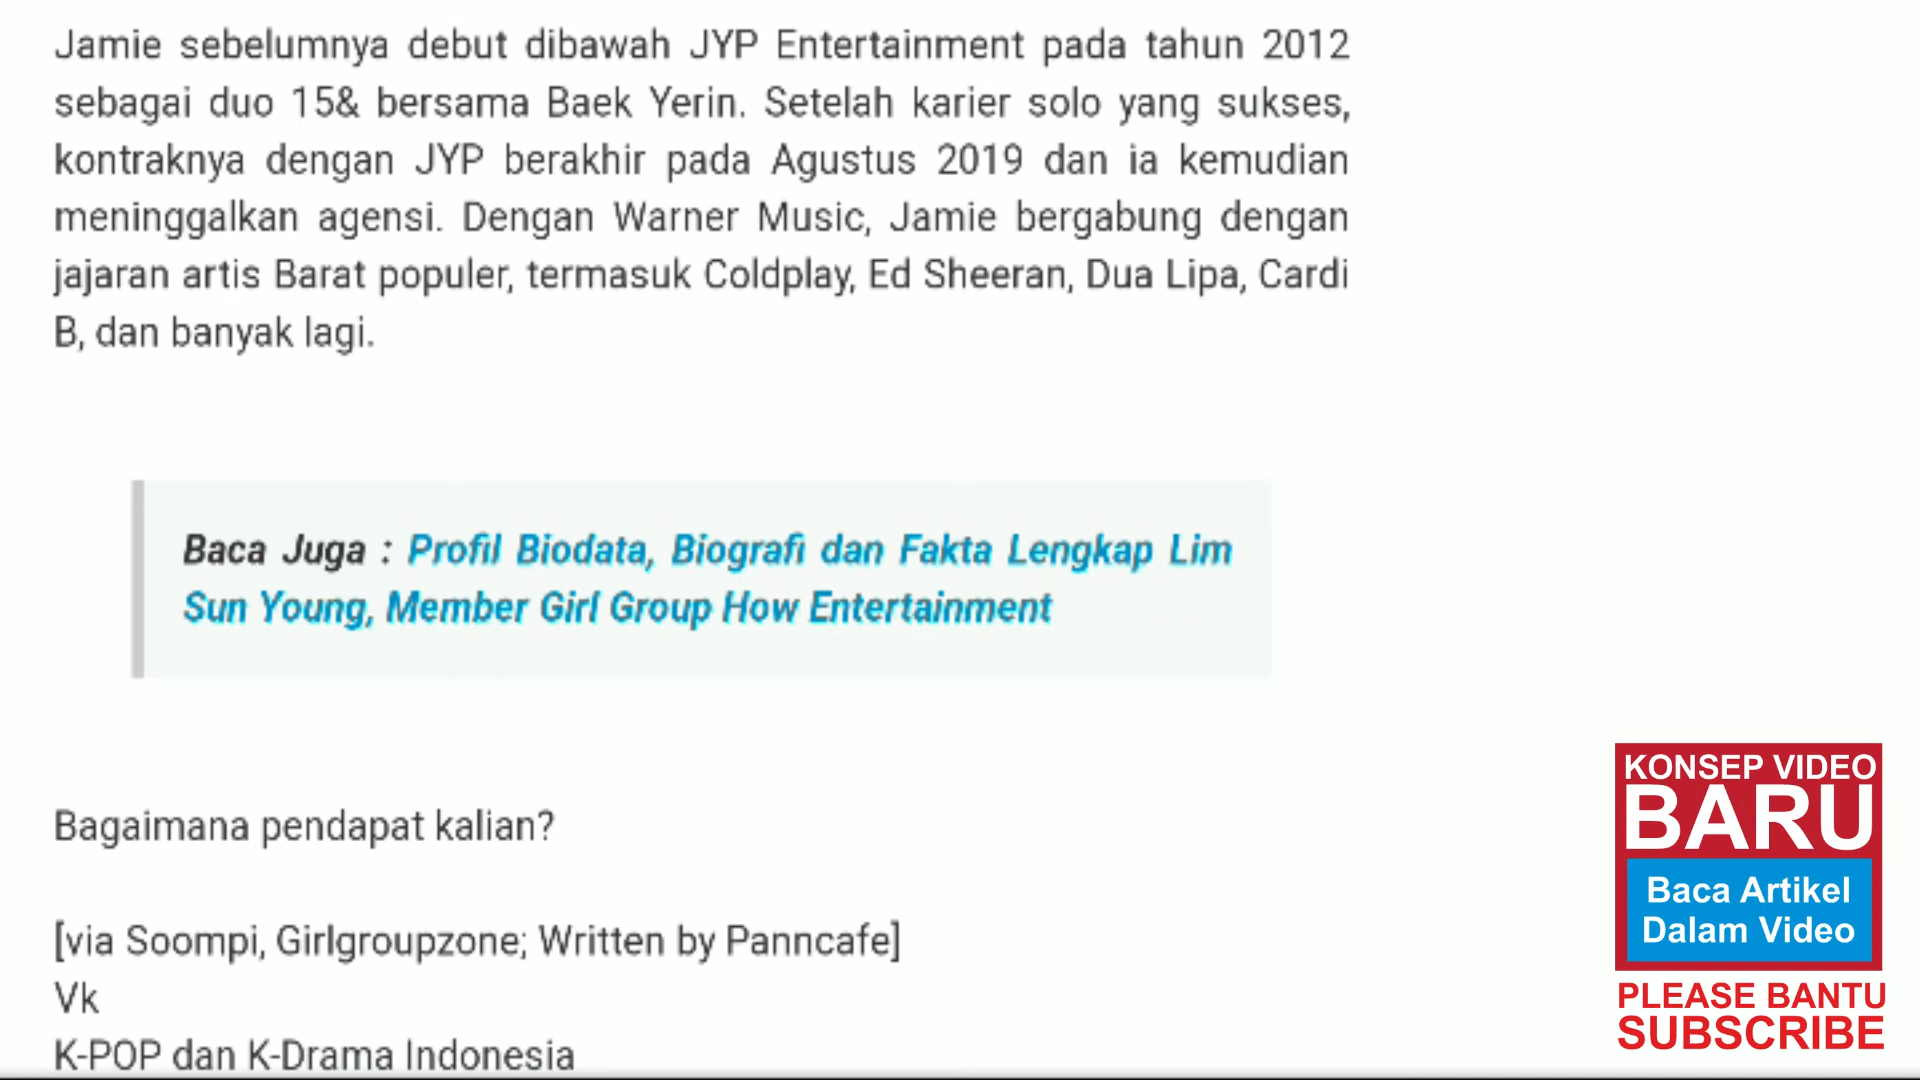 Jamie sebelumnya debut dibawah JYP Entertainment pada tahun 2012
sebagai duo 15& bersama Baek Yerin. Setelah karier solo yang sukses,
kontraknya dengan JYP berakhir pada Agustus 2019 dan ia kemudian
meninggalkan agensi. Dengan Warner Music, Jamie bergabung dengan
jajaran artis Barat populer, termasuk Coldplay, Ed Sheeran, Dua Lipa, Cardi
B, dan banyak lagi.
Baca Juga : Profil Biodata, Biografi dan Fakta Lengkap Lim
Sun Young, Member Girl Group How Entertainment
Bagaimana pendapat kalian?
[via Soompi, Girlgroupzone; Written by Panncafe]
Vk
K-POP dan K-Drama Indonesia
KONSEP VIDEO
BARU
Baca Artikel
Dalam Video
PLEASE BANTU
SUBSCRIBE